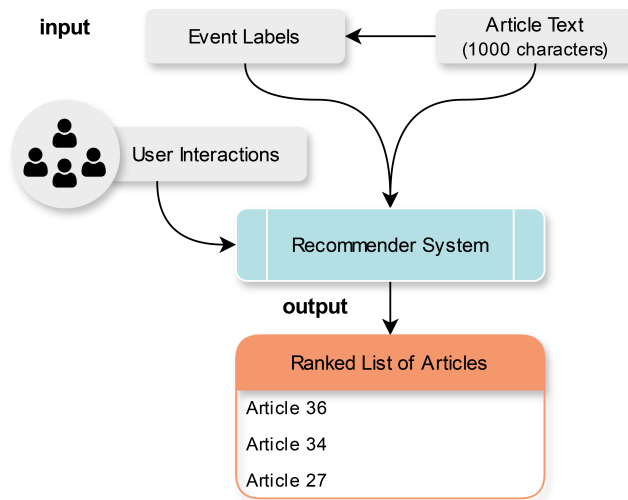 input
Event Labels
Article Text
(1000 characters)
User Interactions
Recommender System
output
Ranked List of Articles
Article 36
Article 34
Article 27